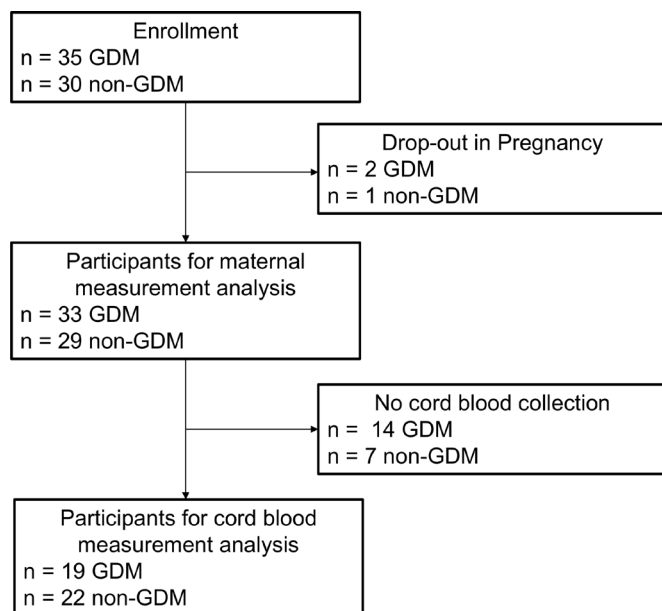 Enrollment
n = 35 GDM
n = 30 non-GDM
Drop-out in Pregnancy
n = 2 GDM
n = 1 non-GDM
Participants for maternal
measurement analysis
n = 33 GDM
n = 29 non-GDM
No cord blood collection
n = 14 GDM
n = 7 non-GDM
Participants for cord blood
measurement analysis
n = 19 GDM
n = 22 non-GDM